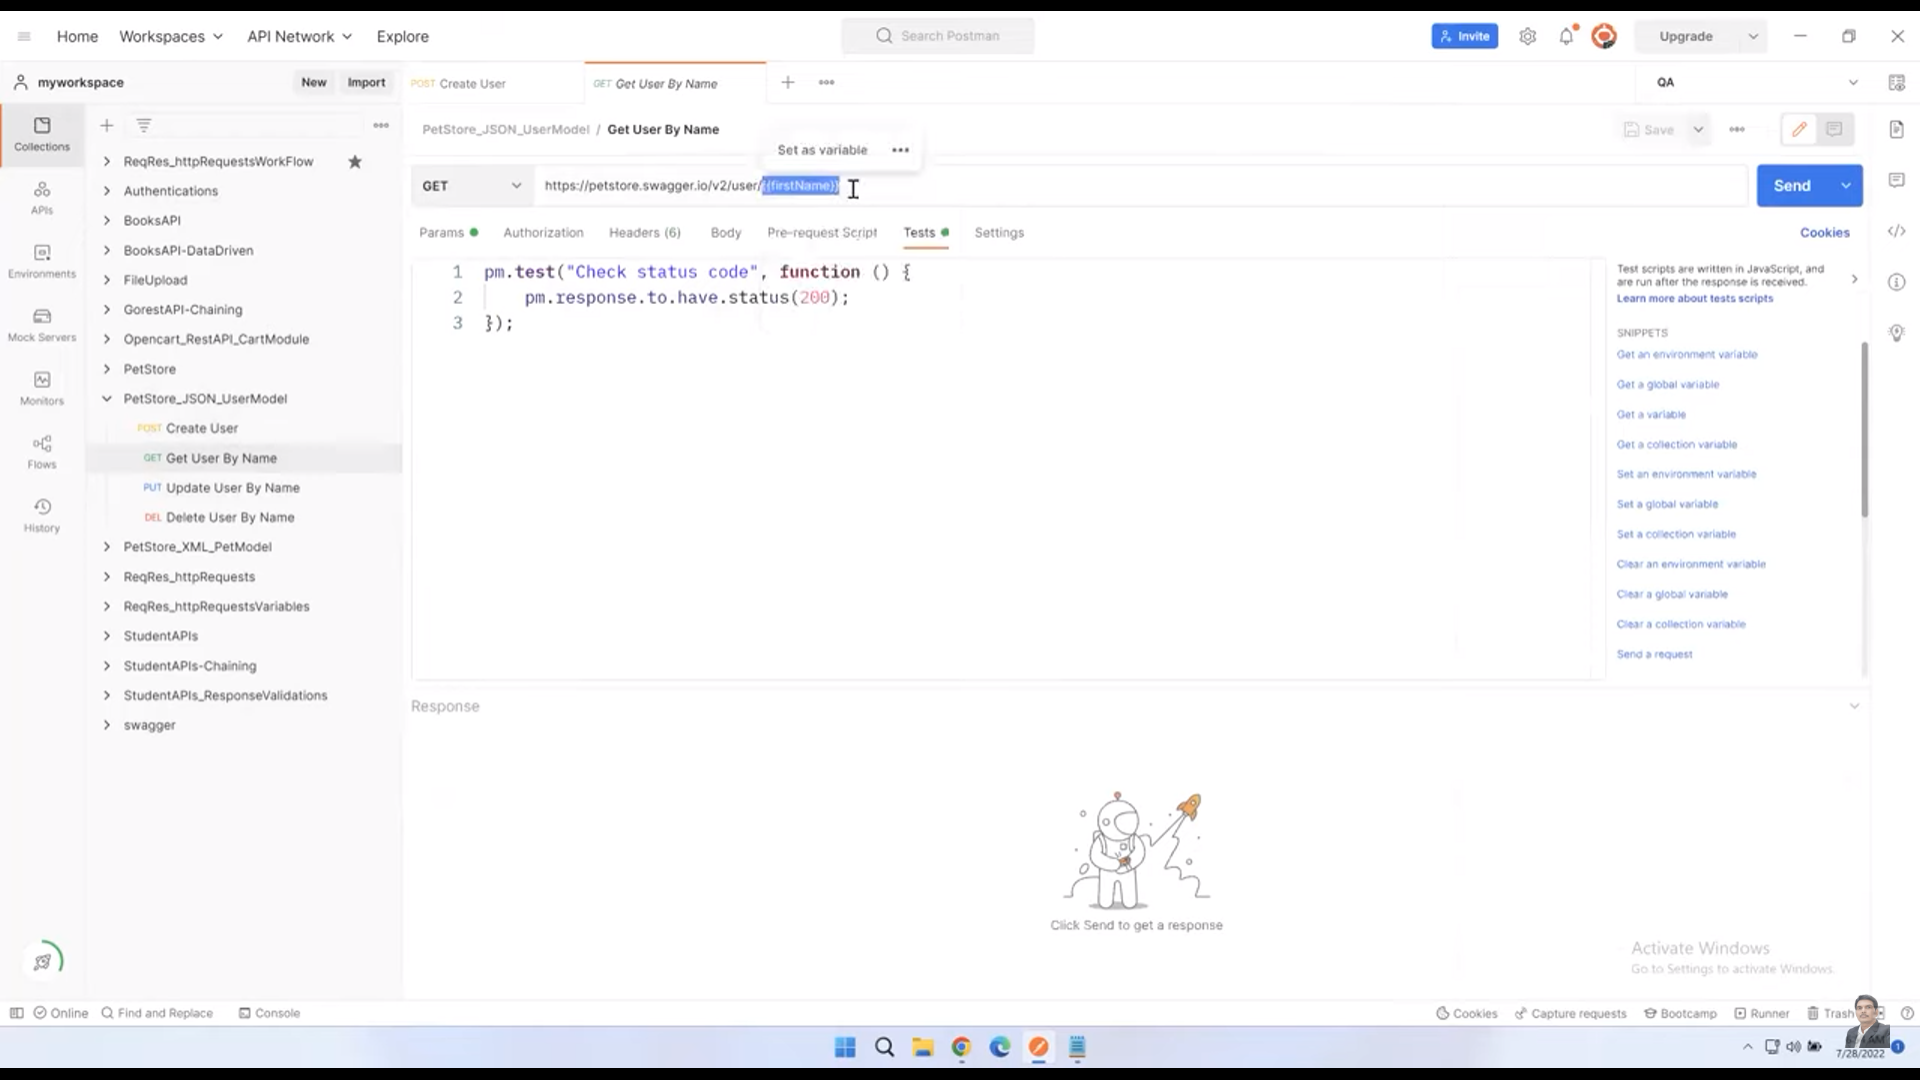 Home Workspaces API Network Explore
Search Postman
Invite
Upgrade
myworkspace
New Import
POST Create User
GET Get User By Name
QA
Collections
APIs
Environments
Mock Servers
Monitors
Flows
History
ReqRes_httpRequestsWorkFlow
Authentications
BooksAPI
BooksAPI-DataDriven
FileUpload
GorestAPI-Chaining
Opencart_RestAPI_CartModule
PetStore
PetStore_JSON_UserModel
POST Create User
GET Get User By Name
PUT Update User By Name
DEL Delete User By Name
PetStore_XML_PetModel
ReqRes_httpRequests
ReqRes_httpRequestsVariables
StudentAPIs
StudentAPIs-Chaining
StudentAPIs_ResponseValidations
swagger
PetStore_JSON_UserModel / Get User By Name
Save
Set as variable
GET https://petstore.swagger.io/v2/user/{{firstName}}
Send
Params Authorization Headers (6) Body Pre-request Script Tests Settings
Cookies
1 pm.test("Check status code", function () {
2 pm.response.to.have.status(200);
3 });
Test scripts are written in JavaScript, and
are run after the response is received.
Learn more about tests scripts
SNIPPETS
Get an environment variable
Get a global variable
Get a variable
Get a collection variable
Set an environment variable
Set a global variable
Set a collection variable
Clear an environment variable
Clear a global variable
Clear a collection variable
Send a request
Response
Click Send to get a response
Activate Windows
Go to Settings to activate Windows.
Online Find and Replace Console
Cookies Capture requests Bootcamp Runner Trash
AM
7/28/2022
1